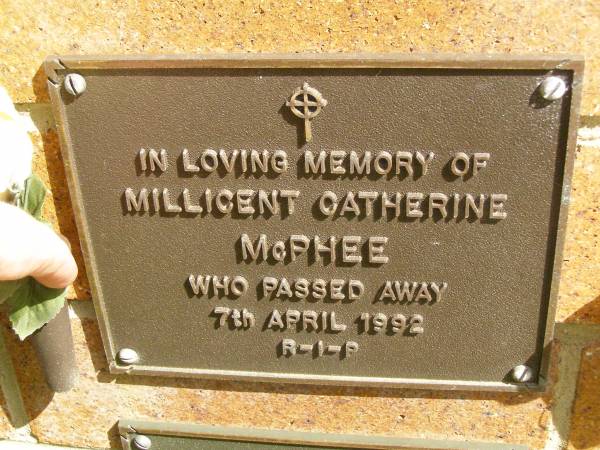 IN LOVING MEMORY OF
MILLICENT CATHERINE
McPHEE
WHO PASSED AWAY
7th APRIL 1992
R-I-P